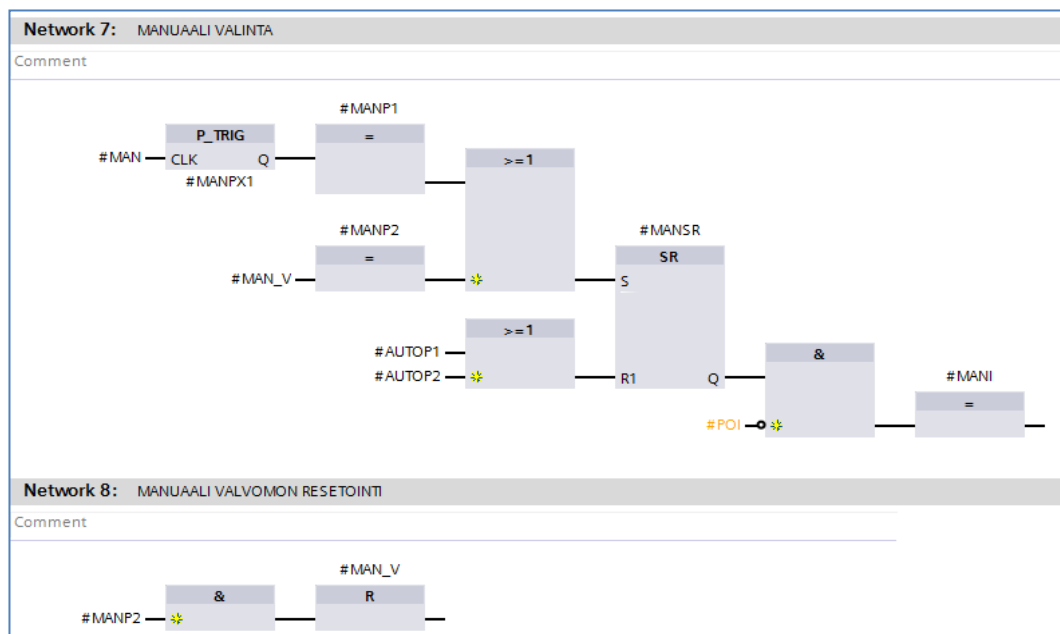 Network 7: MANUAALI VALINTA
Comment
#MANP1
P_TRIG
=
#MAN
CLK Q
>=1
#MANPX1
#MANP2
#MANSR
=
SR
#MAN_V
S
>=1
#AUTOP1
&
#AUTOP2
R1 Q
#MANI
=
#POI
Network 8: MANUAALI VALVOMON RESETOINTI
Comment
#MAN_V
&
R
#MANP2